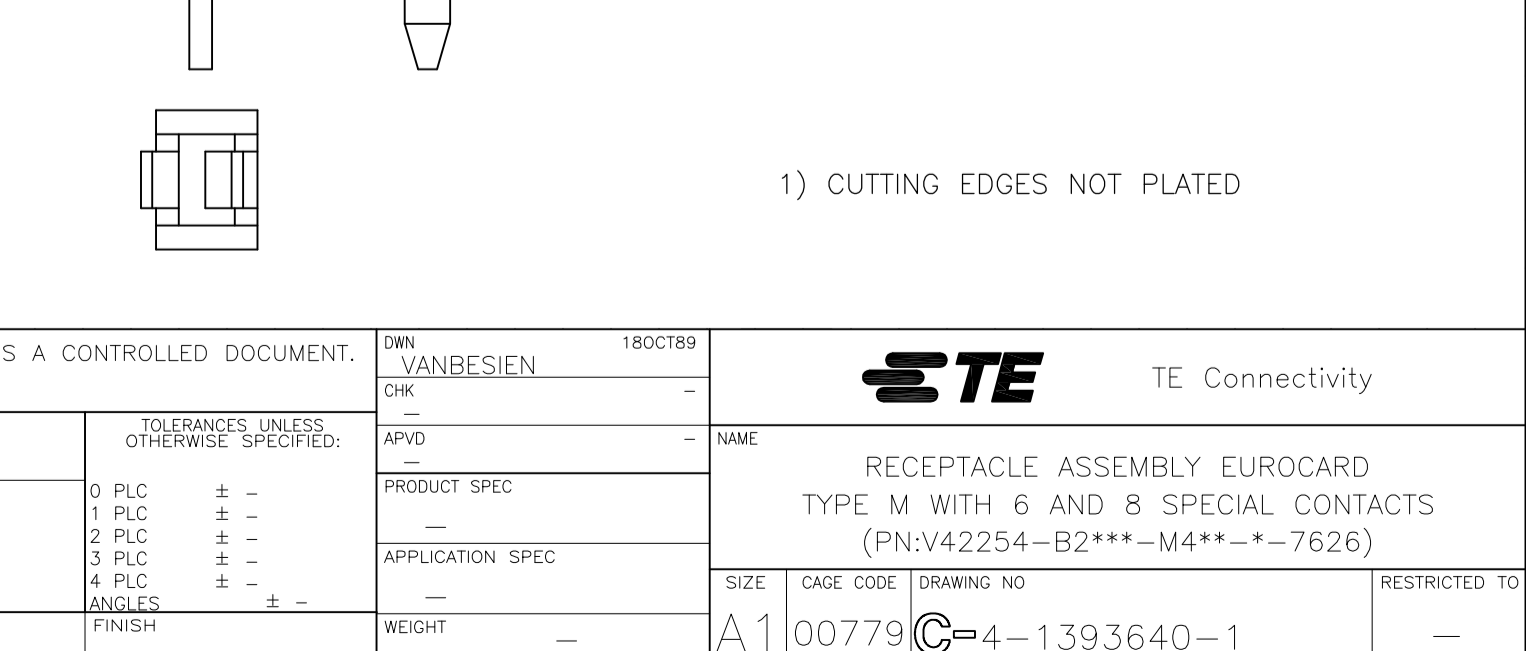 1) CUTTING EDGES NOT PLATED
S A CONTROLLED DOCUMENT.
DWN 18OCT89
VANBESIEN
CHK –
—
APVD –
—
PRODUCT SPEC
—
APPLICATION SPEC
—
WEIGHT —
TOLERANCES UNLESS
OTHERWISE SPECIFIED:
0 PLC ± –
1 PLC ± –
2 PLC ± –
3 PLC ± –
4 PLC ± –
ANGLES ± –
FINISH
TE TE Connectivity
NAME
RECEPTACLE ASSEMBLY EUROCARD
TYPE M WITH 6 AND 8 SPECIAL CONTACTS
(PN:V42254–B2***–M4**–*–7626)
SIZE CAGE CODE DRAWING NO RESTRICTED TO
A1 00779 C-4–1393640–1 —